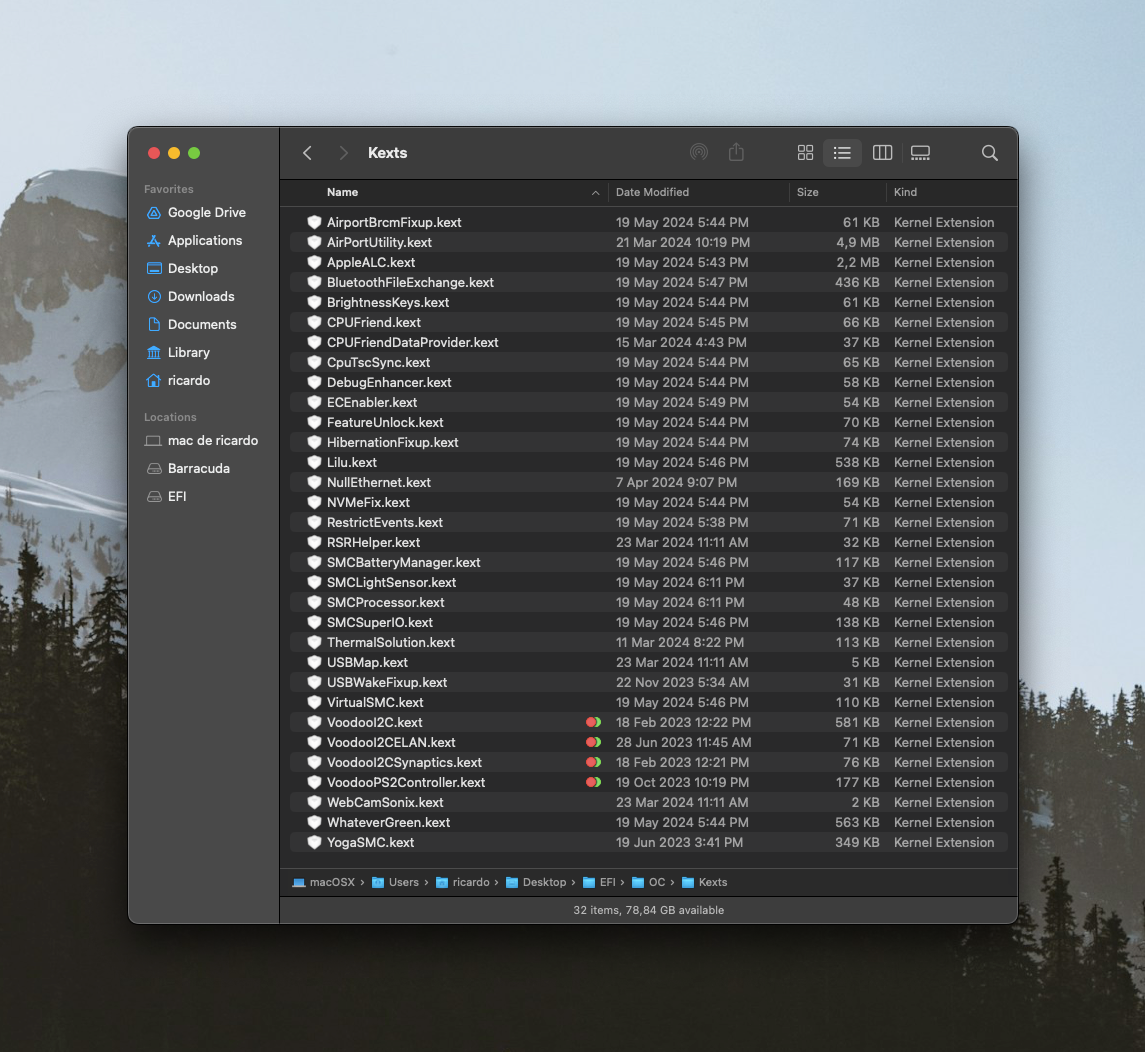 Kexts
Favorites
Google Drive
Applications
Desktop
Downloads
Documents
Library
ricardo
Locations
mac de ricardo
Barracuda
EFI
Name Date Modified Size Kind
AirportBrcmFixup.kext 19 May 2024 5:44 PM 61 KB Kernel Extension
AirPortUtility.kext 21 Mar 2024 10:19 PM 4,9 MB Kernel Extension
AppleALC.kext 19 May 2024 5:43 PM 2,2 MB Kernel Extension
BluetoothFileExchange.kext 19 May 2024 5:47 PM 436 KB Kernel Extension
BrightnessKeys.kext 19 May 2024 5:44 PM 61 KB Kernel Extension
CPUFriend.kext 19 May 2024 5:45 PM 66 KB Kernel Extension
CPUFriendDataProvider.kext 15 Mar 2024 4:43 PM 37 KB Kernel Extension
CpuTscSync.kext 19 May 2024 5:44 PM 65 KB Kernel Extension
DebugEnhancer.kext 19 May 2024 5:44 PM 58 KB Kernel Extension
ECEnabler.kext 19 May 2024 5:49 PM 54 KB Kernel Extension
FeatureUnlock.kext 19 May 2024 5:44 PM 70 KB Kernel Extension
HibernationFixup.kext 19 May 2024 5:44 PM 74 KB Kernel Extension
Lilu.kext 19 May 2024 5:46 PM 538 KB Kernel Extension
NullEthernet.kext 7 Apr 2024 9:07 PM 169 KB Kernel Extension
NVMeFix.kext 19 May 2024 5:44 PM 54 KB Kernel Extension
RestrictEvents.kext 19 May 2024 5:38 PM 71 KB Kernel Extension
RSRHelper.kext 23 Mar 2024 11:11 AM 32 KB Kernel Extension
SMCBatteryManager.kext 19 May 2024 5:46 PM 117 KB Kernel Extension
SMCLightSensor.kext 19 May 2024 6:11 PM 37 KB Kernel Extension
SMCProcessor.kext 19 May 2024 6:11 PM 48 KB Kernel Extension
SMCSuperIO.kext 19 May 2024 5:46 PM 138 KB Kernel Extension
ThermalSolution.kext 11 Mar 2024 8:22 PM 113 KB Kernel Extension
USBMap.kext 23 Mar 2024 11:11 AM 5 KB Kernel Extension
USBWakeFixup.kext 22 Nov 2023 5:34 AM 31 KB Kernel Extension
VirtualSMC.kext 19 May 2024 5:46 PM 110 KB Kernel Extension
VoodooI2C.kext 18 Feb 2023 12:22 PM 581 KB Kernel Extension
VoodooI2CELAN.kext 28 Jun 2023 11:45 AM 71 KB Kernel Extension
VoodooI2CSynaptics.kext 18 Feb 2023 12:21 PM 76 KB Kernel Extension
VoodooPS2Controller.kext 19 Oct 2023 10:19 PM 177 KB Kernel Extension
WebCamSonix.kext 23 Mar 2024 11:11 AM 2 KB Kernel Extension
WhateverGreen.kext 19 May 2024 5:44 PM 563 KB Kernel Extension
YogaSMC.kext 19 Jun 2023 3:41 PM 349 KB Kernel Extension
macOSX › Users › ricardo › Desktop › EFI › OC › Kexts
32 items, 78,84 GB available